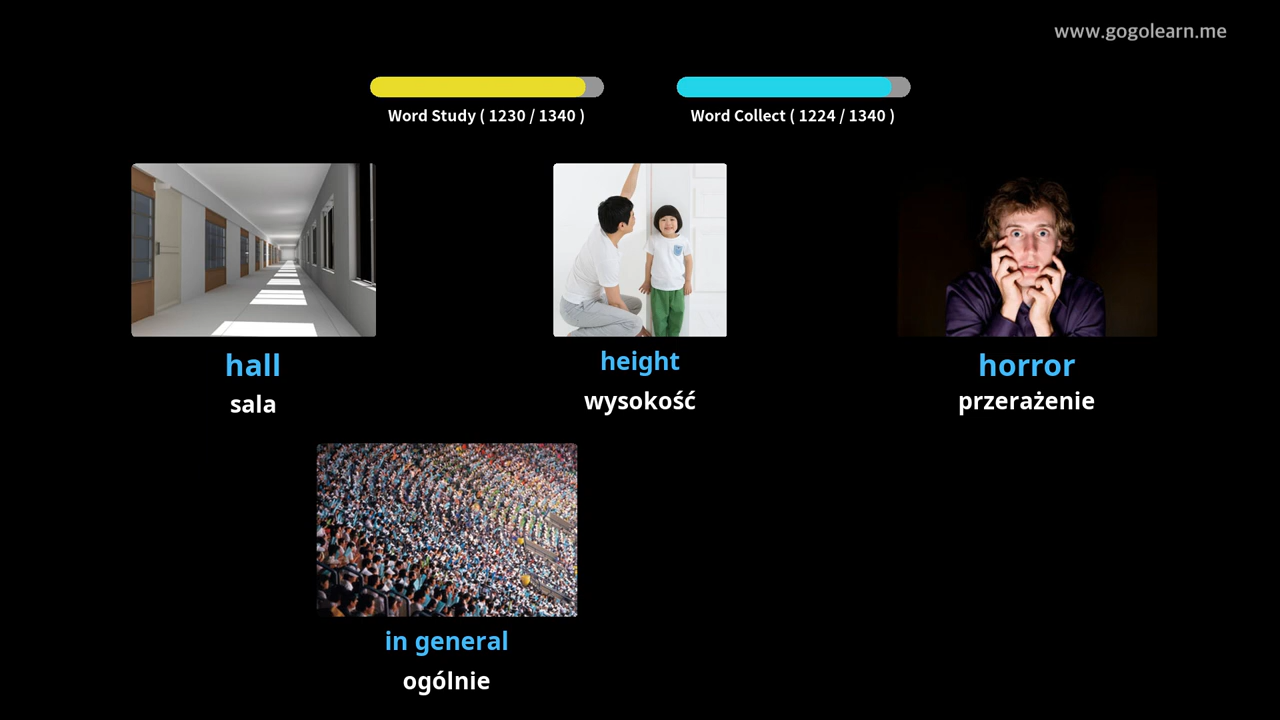 www.gogolearn.me
Word Study ( 1230 / 1340 )
Word Collect ( 1224 / 1340 )
hall
sala
height
wysokość
horror
przerażenie
in general
ogólnie